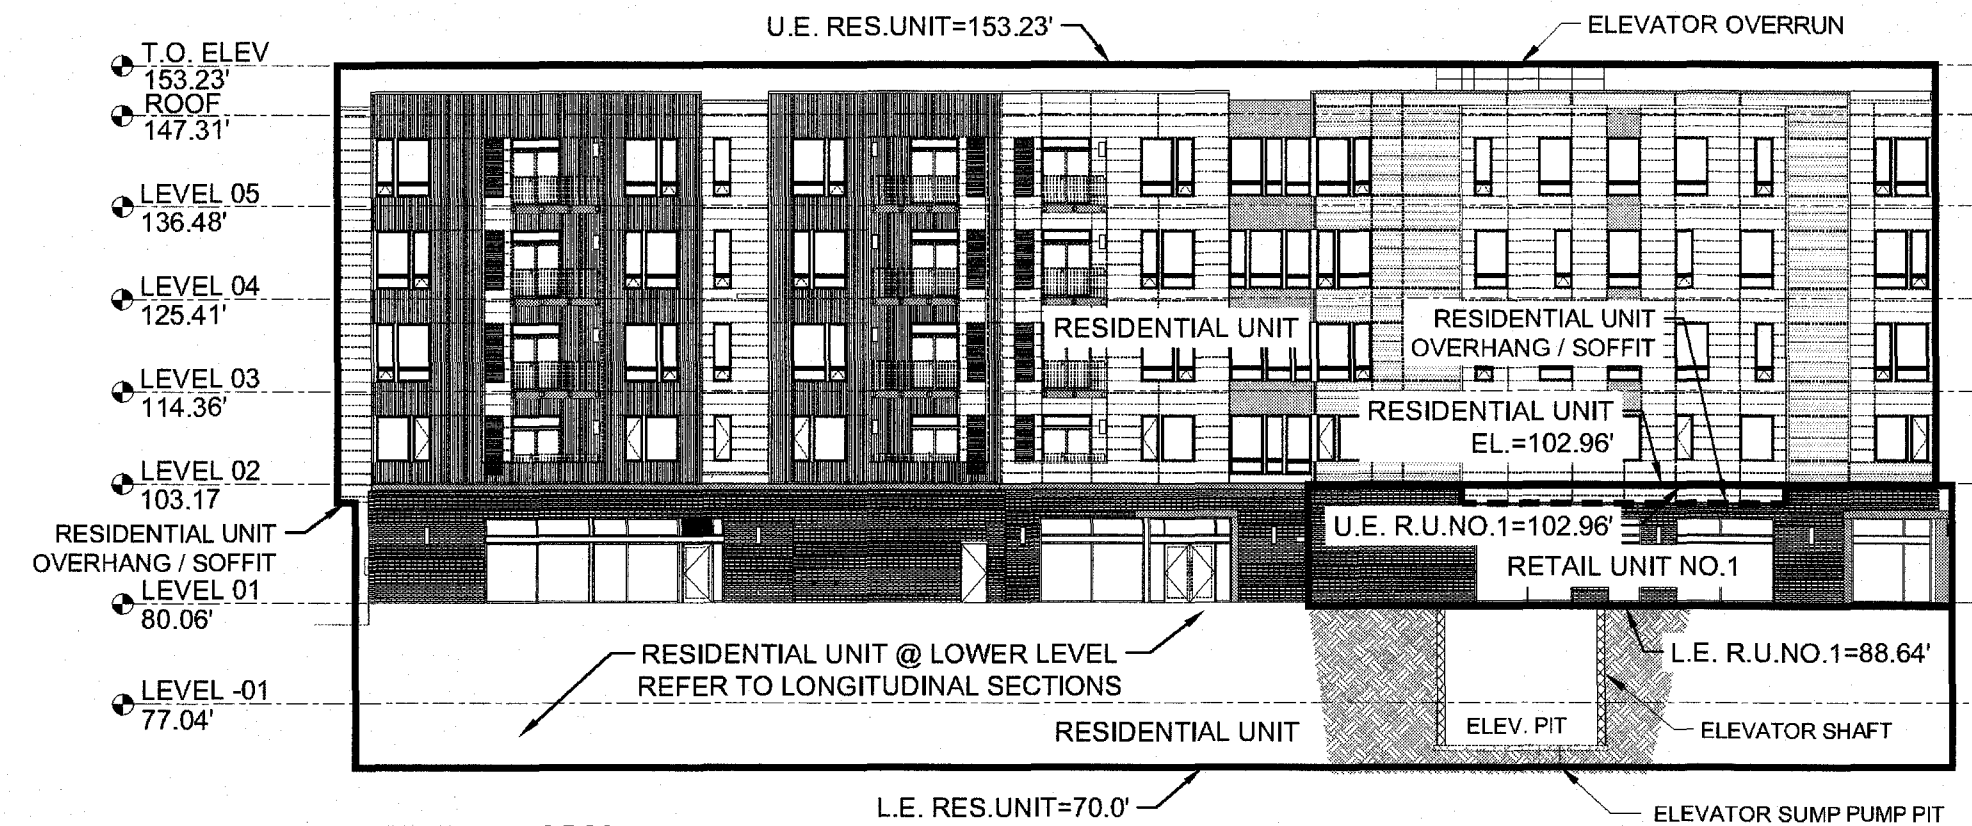 U.E. RES.UNIT=153.23'
ELEVATOR OVERRUN
T.O. ELEV
153.23'
ROOF
147.31'
LEVEL 05
136.48'
LEVEL 04
125.41'
RESIDENTIAL UNIT
RESIDENTIAL UNIT
OVERHANG / SOFFIT
LEVEL 03
114.36'
RESIDENTIAL UNIT
EL.=102.96'
LEVEL 02
103.17
RESIDENTIAL UNIT
OVERHANG / SOFFIT
U.E. R.U.NO.1=102.96'
RETAIL UNIT NO.1
LEVEL 01
80.06'
RESIDENTIAL UNIT @ LOWER LEVEL
REFER TO LONGITUDINAL SECTIONS
L.E. R.U.NO.1=88.64'
LEVEL -01
77.04'
RESIDENTIAL UNIT
ELEV. PIT
ELEVATOR SHAFT
L.E. RES.UNIT=70.0'
ELEVATOR SUMP PUMP PIT